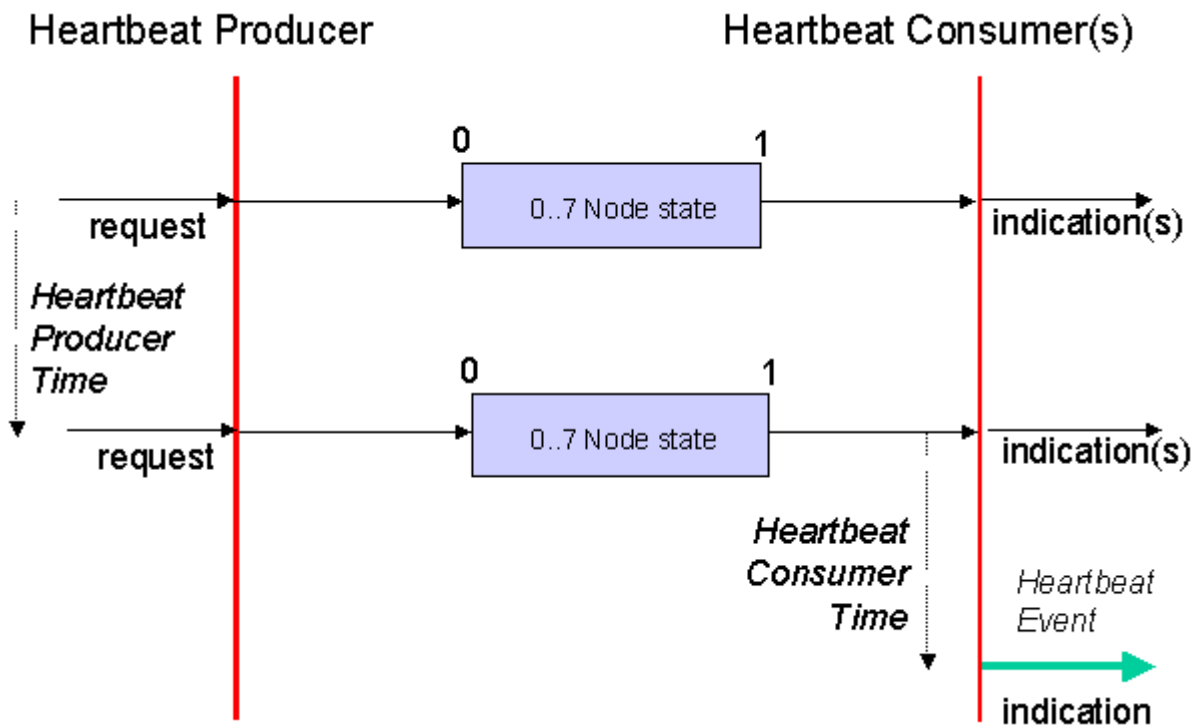 Heartbeat Producer
Heartbeat Consumer(s)
0
1
0..7 Node state
request
indication(s)
Heartbeat
Producer
Time
0
1
0..7 Node state
request
indication(s)
Heartbeat
Consumer
Time
Heartbeat
Event
indication